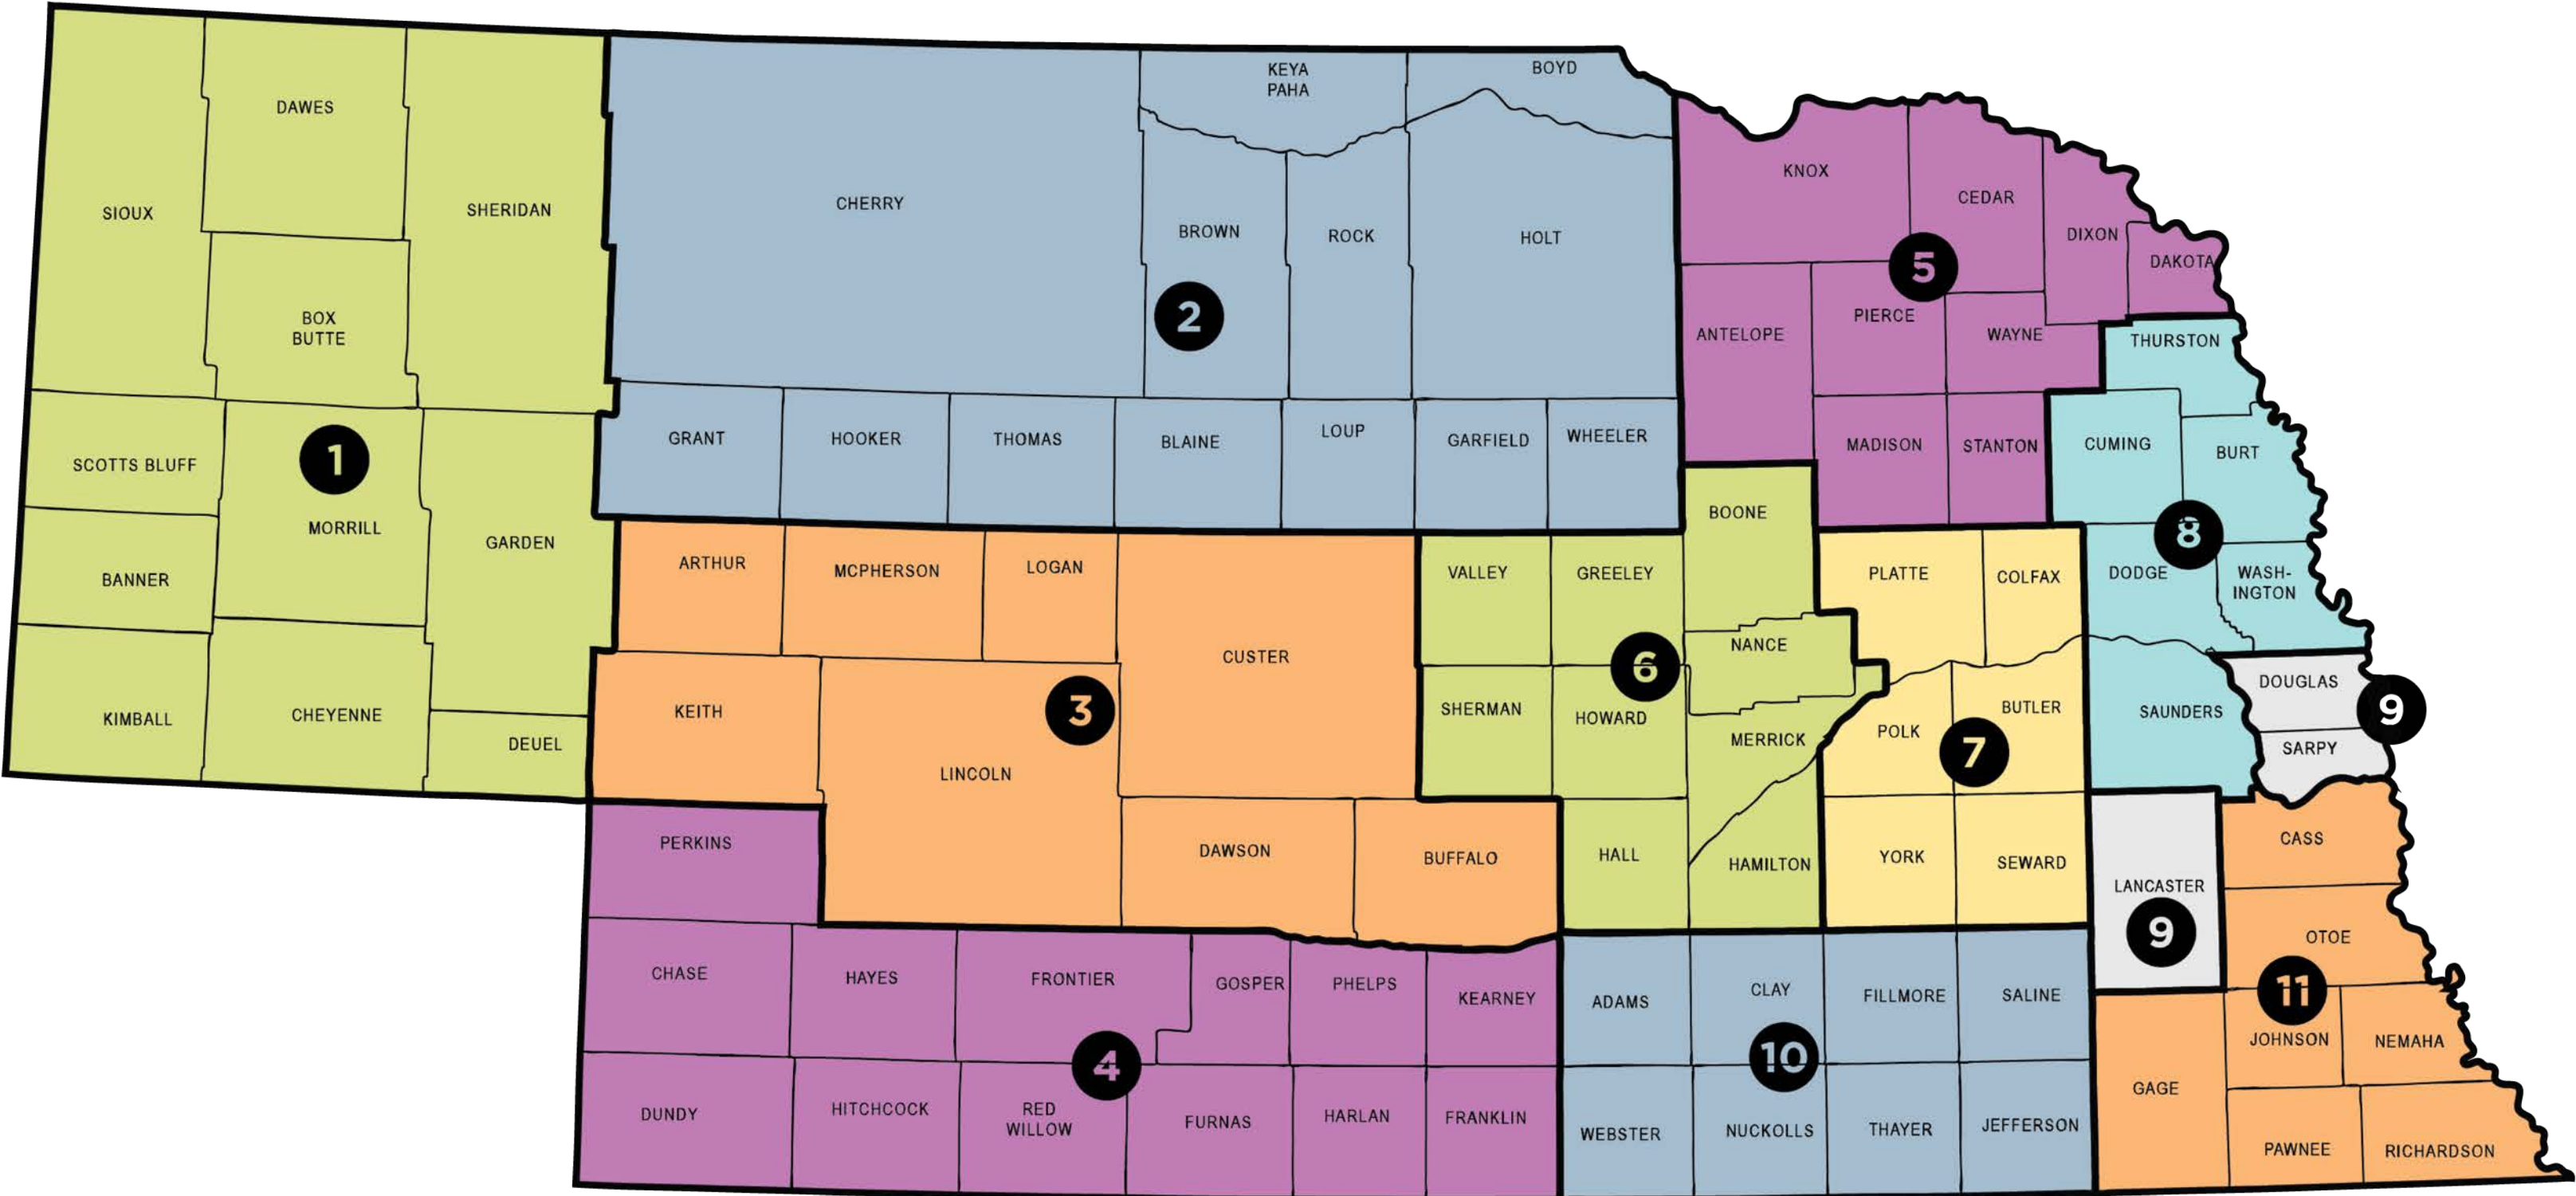 SIOUX
DAWES
SHERIDAN
BOX
BUTTE
SCOTTS BLUFF
1
MORRILL
GARDEN
BANNER
KIMBALL
CHEYENNE
DEUEL
CHERRY
KEYA
PAHA
BOYD
BROWN
ROCK
HOLT
2
GRANT
HOOKER
THOMAS
BLAINE
LOUP
GARFIELD
WHEELER
ARTHUR
MCPHERSON
LOGAN
CUSTER
KEITH
LINCOLN
3
DAWSON
BUFFALO
PERKINS
CHASE
HAYES
FRONTIER
GOSPER
PHELPS
KEARNEY
4
DUNDY
HITCHCOCK
RED
WILLOW
FURNAS
HARLAN
FRANKLIN
KNOX
CEDAR
DIXON
DAKOTA
5
ANTELOPE
PIERCE
WAYNE
MADISON
STANTON
BOONE
VALLEY
GREELEY
NANCE
6
SHERMAN
HOWARD
MERRICK
HALL
HAMILTON
PLATTE
COLFAX
POLK
BUTLER
7
YORK
SEWARD
THURSTON
CUMING
BURT
8
DODGE
WASH-
INGTON
SAUNDERS
DOUGLAS
9
SARPY
LANCASTER
9
ADAMS
CLAY
FILLMORE
SALINE
10
WEBSTER
NUCKOLLS
THAYER
JEFFERSON
CASS
OTOE
11
JOHNSON
NEMAHA
GAGE
PAWNEE
RICHARDSON